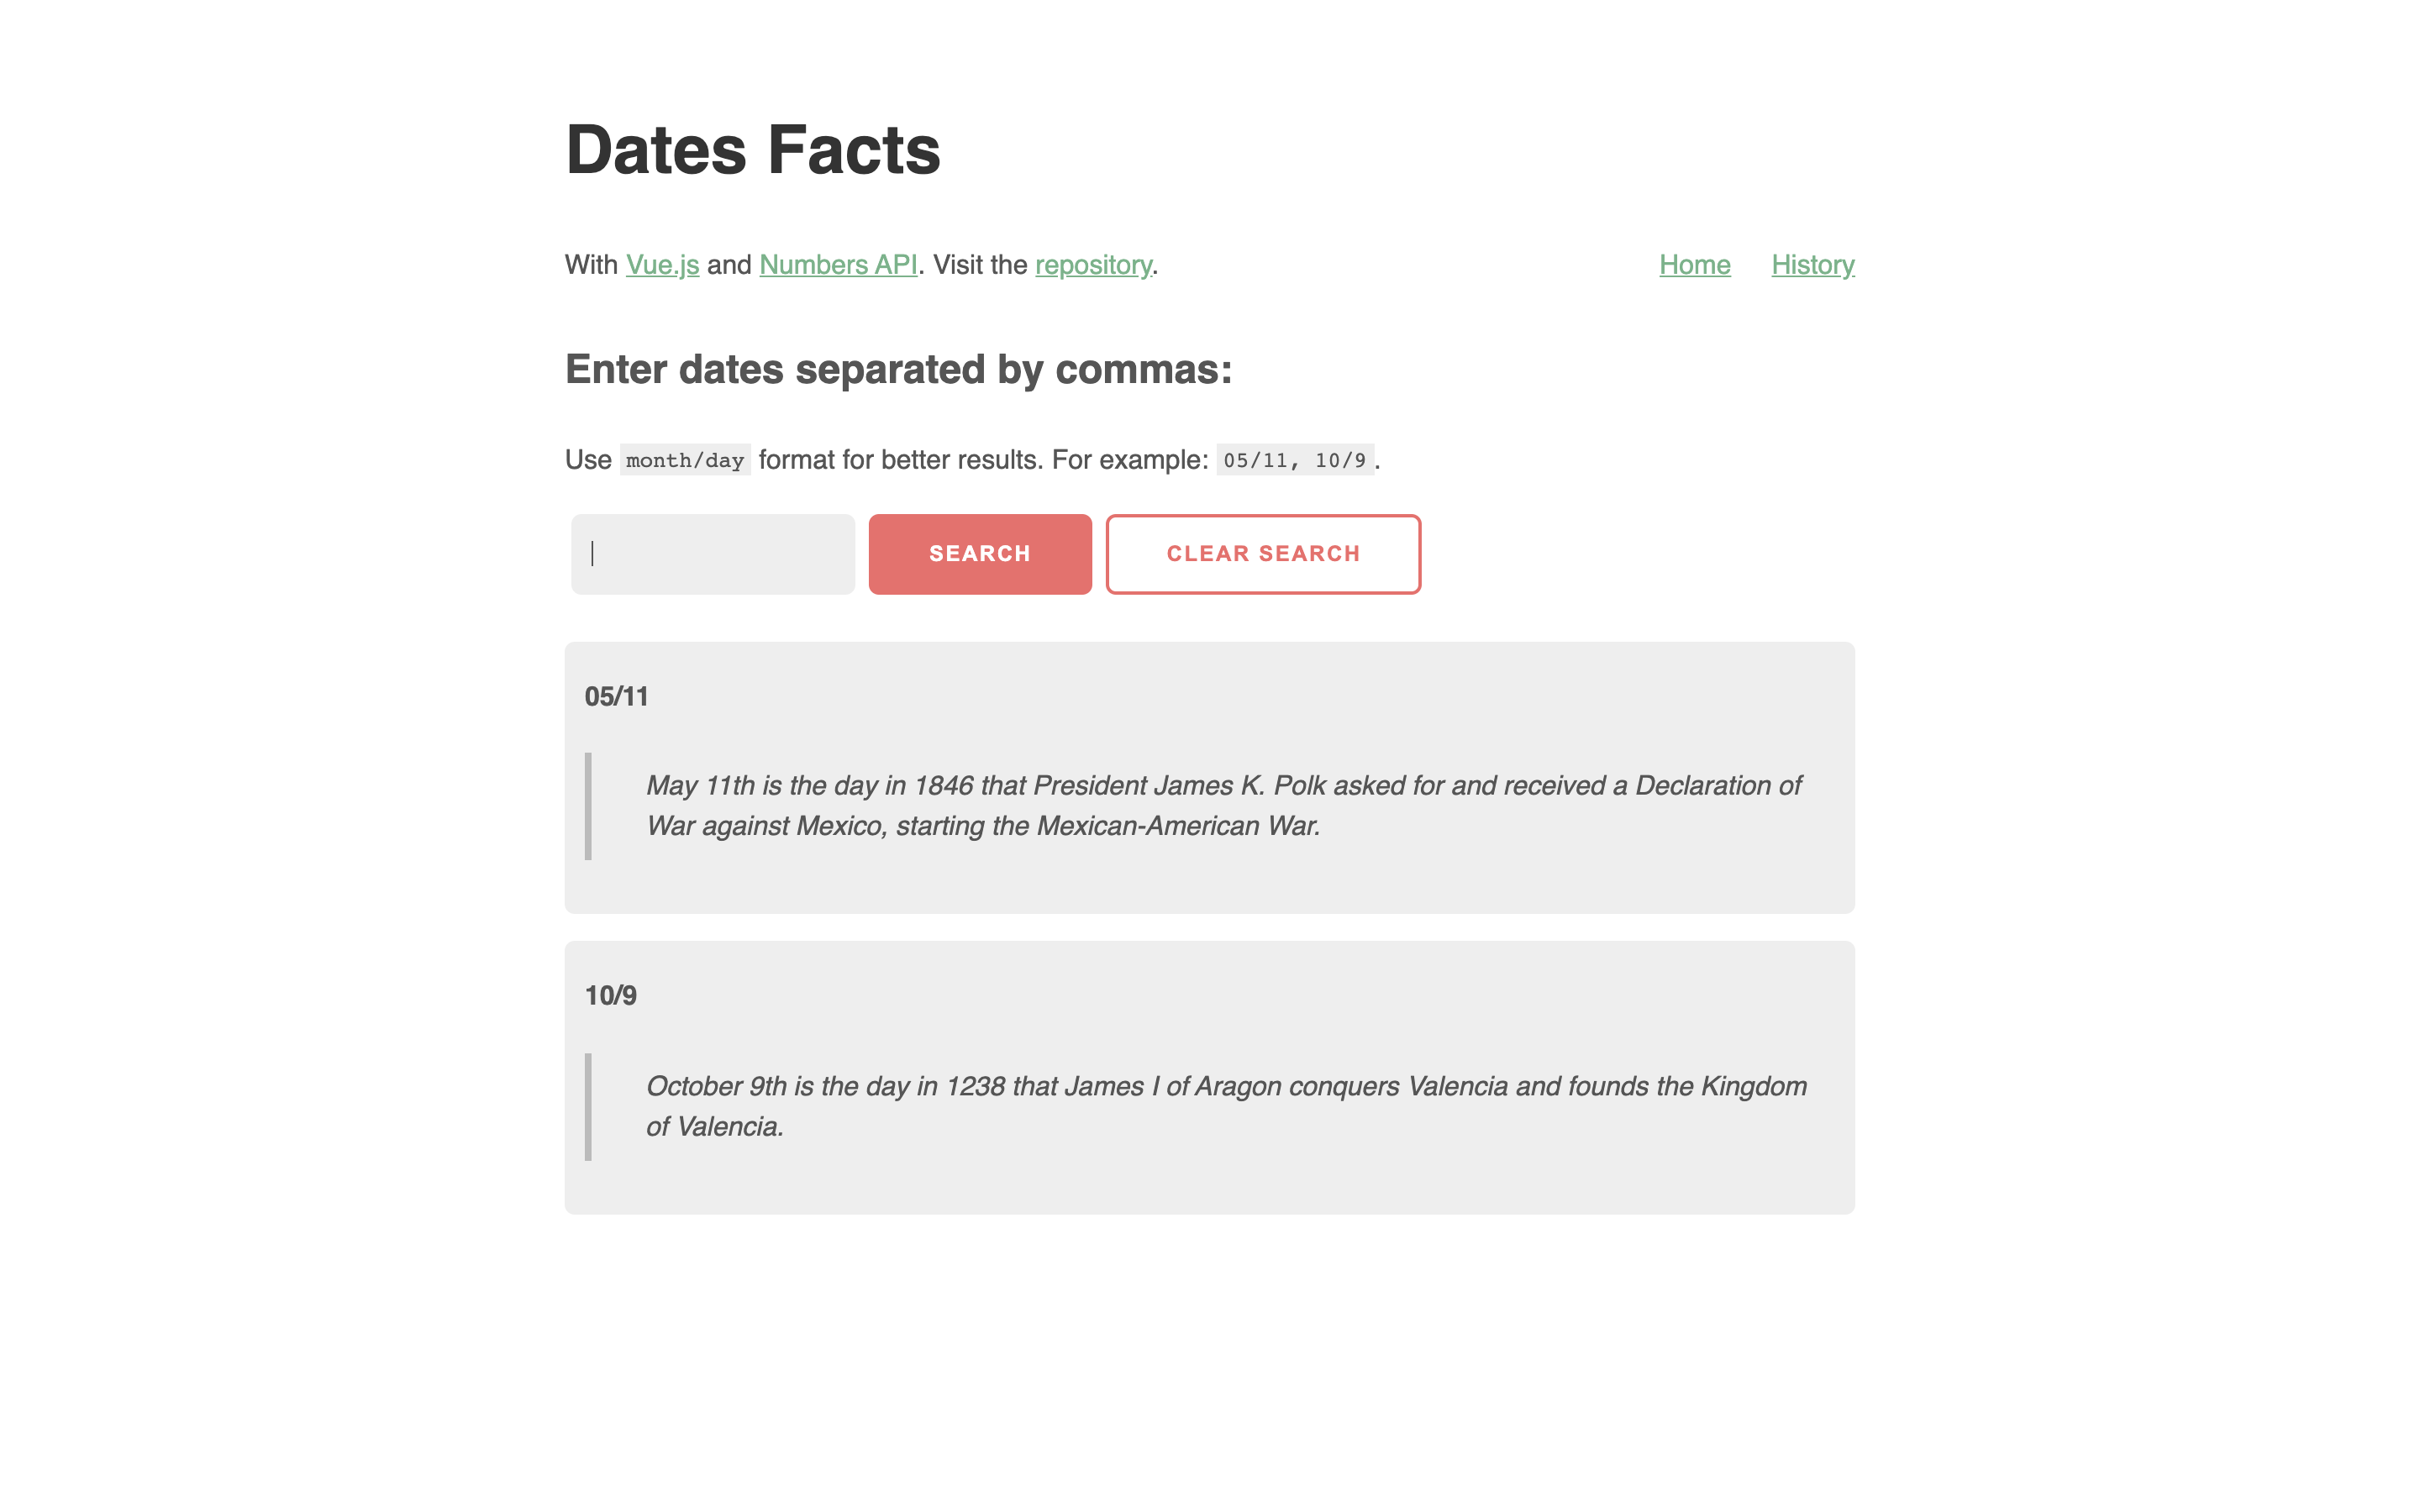 Dates Facts
With Vue.js and Numbers API. Visit the repository.
Home History
Enter dates separated by commas:
Use month/day format for better results. For example: 05/11, 10/9.
SEARCH CLEAR SEARCH
05/11
May 11th is the day in 1846 that President James K. Polk asked for and received a Declaration of
War against Mexico, starting the Mexican-American War.
10/9
October 9th is the day in 1238 that James I of Aragon conquers Valencia and founds the Kingdom
of Valencia.